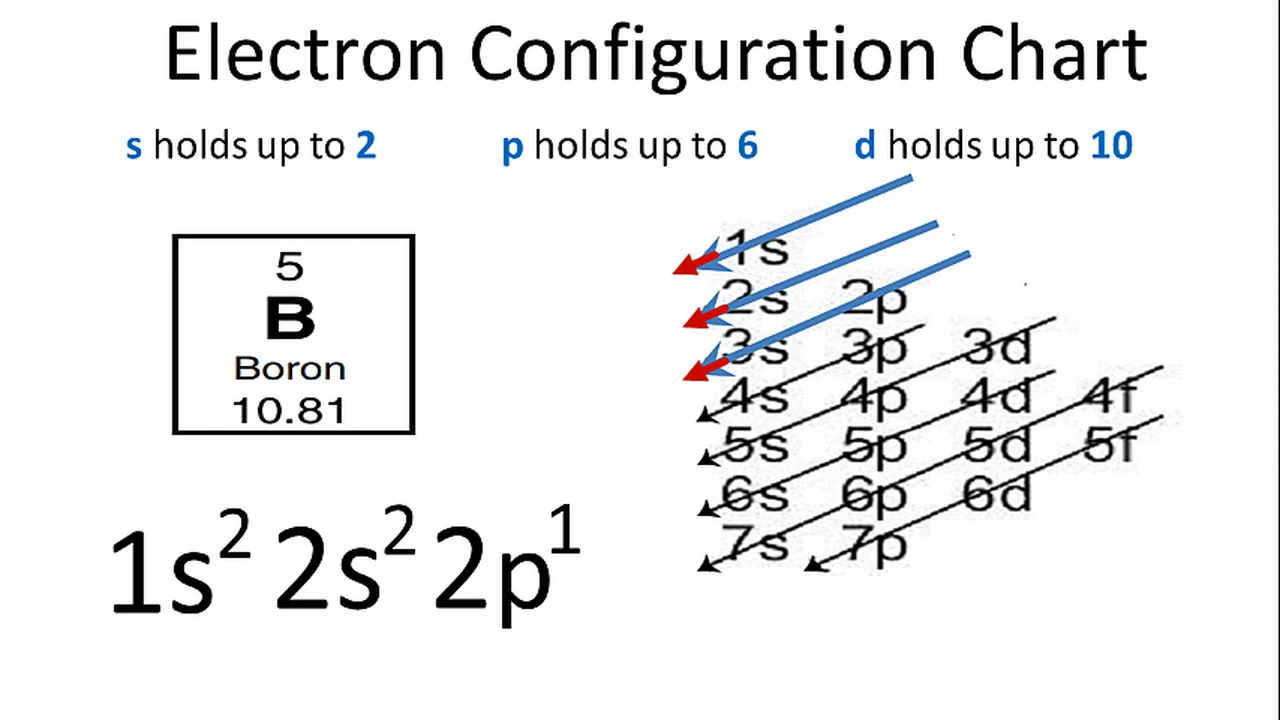 Electron Configuration Chart
s holds up to 2 p holds up to 6 d holds up to 10
5
B
Boron
10.81
1s² 2s² 2p¹
1s
2s 2p
3s 3p 3d
4s 4p 4d 4f
5s 5p 5d 5f
6s 6p 6d
7s 7p